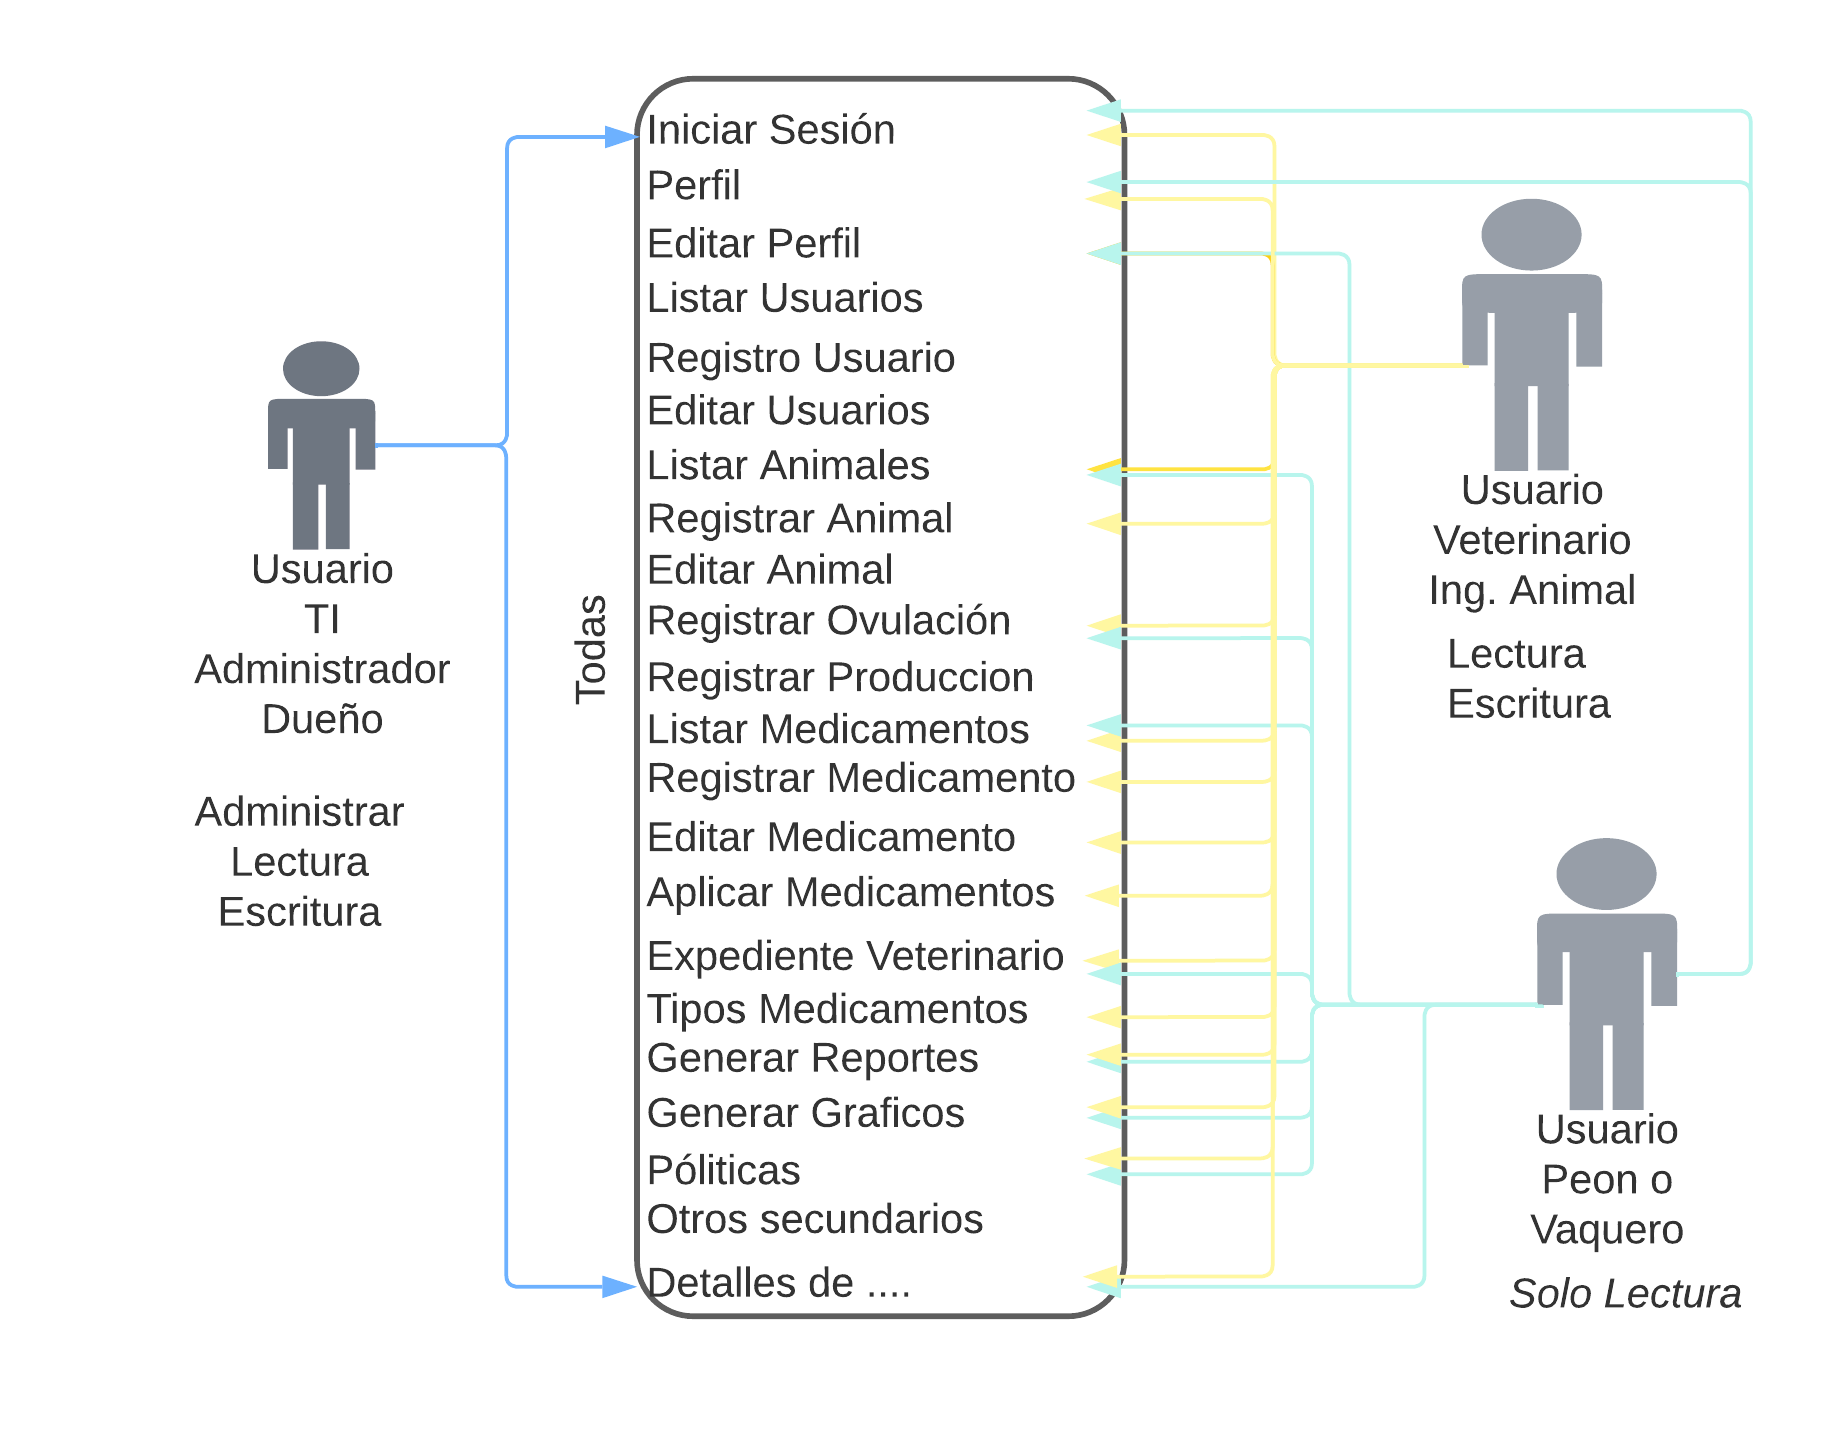 Iniciar Sesión
Perfil
Editar Perfil
Listar Usuarios
Registro Usuario
Editar Usuarios
Listar Animales
Registrar Animal
Editar Animal
Registrar Ovulación
Registrar Produccion
Listar Medicamentos
Registrar Medicamento
Editar Medicamento
Aplicar Medicamentos
Expediente Veterinario
Tipos Medicamentos
Generar Reportes
Generar Graficos
Póliticas
Otros secundarios
Detalles de ....
Todas
Usuario
TI
Administrador
Dueño
Administrar
Lectura
Escritura
Usuario
Veterinario
Ing. Animal
Lectura
Escritura
Usuario
Peon o
Vaquero
Solo Lectura